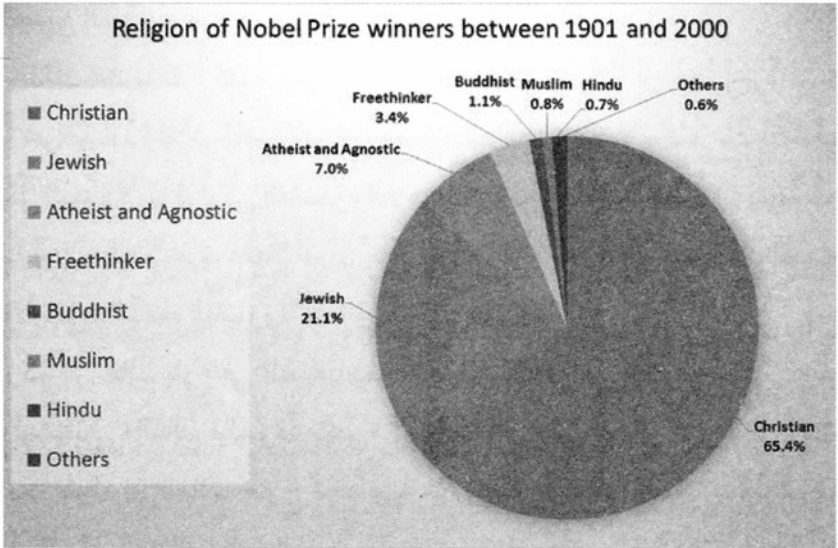 Religion of Nobel Prize winners between 1901 and 2000
Christian
Jewish
Atheist and Agnostic
Freethinker
Buddhist
Muslim
Hindu
Others
Buddhist
1.1%
Muslim
0.8%
Hindu
0.7%
Others
0.6%
Freethinker
3.4%
Atheist and Agnostic
7.0%
Jewish
21.1%
Christian
65.4%